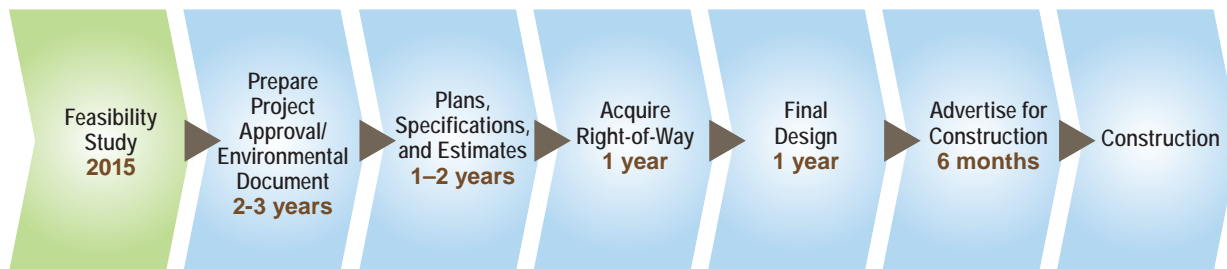 Feasibility
Study
2015
Prepare
Project
Approval/
Environmental
Document
2-3 years
Plans,
Specifications,
and Estimates
1–2 years
Acquire
Right-of-Way
1 year
Final
Design
1 year
Advertise for
Construction
6 months
Construction